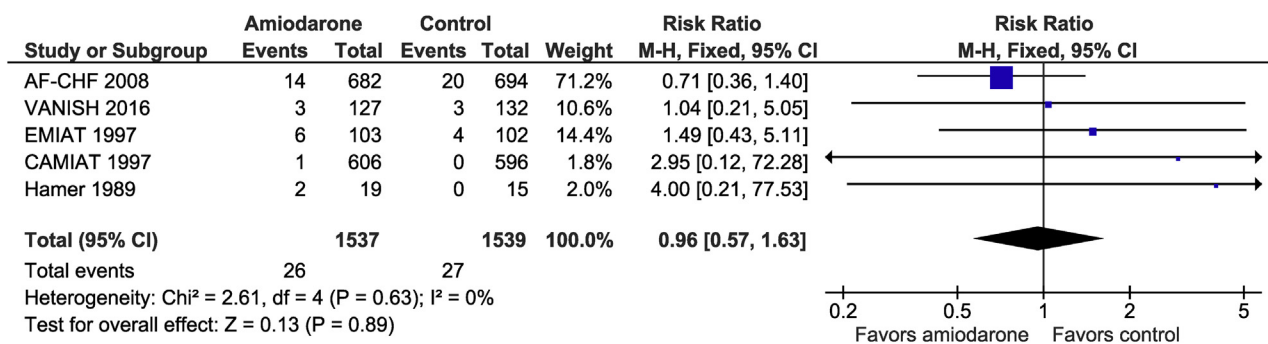 Amiodarone Control Risk Ratio Risk Ratio
Study or Subgroup Events Total Events Total Weight M-H, Fixed, 95% CI M-H, Fixed, 95% CI
AF-CHF 2008 14 682 20 694 71.2% 0.71 [0.36, 1.40]
VANISH 2016 3 127 3 132 10.6% 1.04 [0.21, 5.05]
EMIAT 1997 6 103 4 102 14.4% 1.49 [0.43, 5.11]
CAMIAT 1997 1 606 0 596 1.8% 2.95 [0.12, 72.28]
Hamer 1989 2 19 0 15 2.0% 4.00 [0.21, 77.53]
Total (95% CI) 1537 1539 100.0% 0.96 [0.57, 1.63]
Total events 26 27
Heterogeneity: Chi² = 2.61, df = 4 (P = 0.63); I² = 0%
Test for overall effect: Z = 0.13 (P = 0.89)
0.2 0.5 1 2 5
Favors amiodarone Favors control